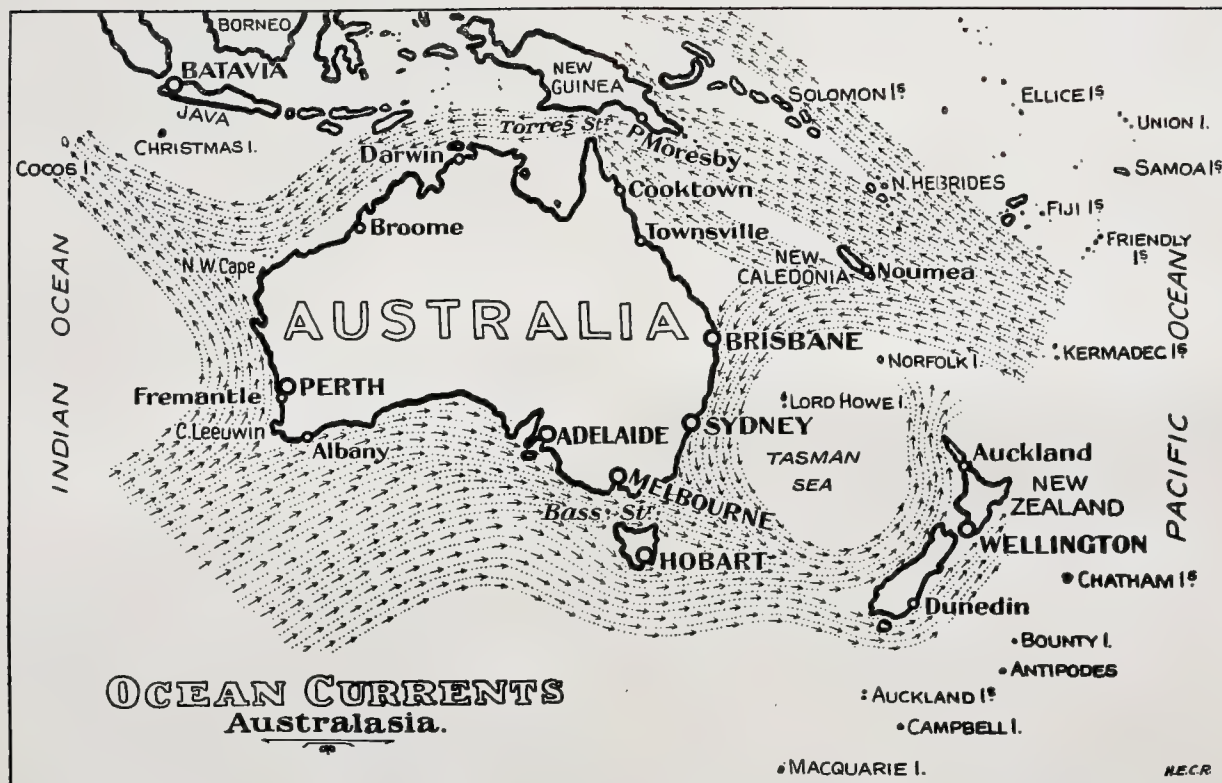 BORNEO
BATAVIA
JAVA
CHRISTMAS I.
COCOS I
NEW
GUINEA
Torres Str
P. Moresby
SOLOMON Is
ELLICE Is
UNION I.
SAMOA Is
N. HEBRIDES
FIJI Is
FRIENDLY
Is
Darwin
Cooktown
Broome
Townsville
N.W. Cape
NEW
CALEDONIA
Noumea
AUSTRALIA
BRISBANE
NORFOLK I.
KERMADEC Is
INDIAN OCEAN
PACIFIC OCEAN
Fremantle
PERTH
C. Leeuwin
Albany
ADELAIDE
LORD HOWE I.
SYDNEY
TASMAN
SEA
MELBOURNE
Bass Str
HOBART
Auckland
NEW
ZEALAND
WELLINGTON
CHATHAM Is
Dunedin
BOUNTY I.
ANTIPODES
AUCKLAND Is
CAMPBELL I.
MACQUARIE I.
OCEAN CURRENTS
Australasia.
H.E.C.R.